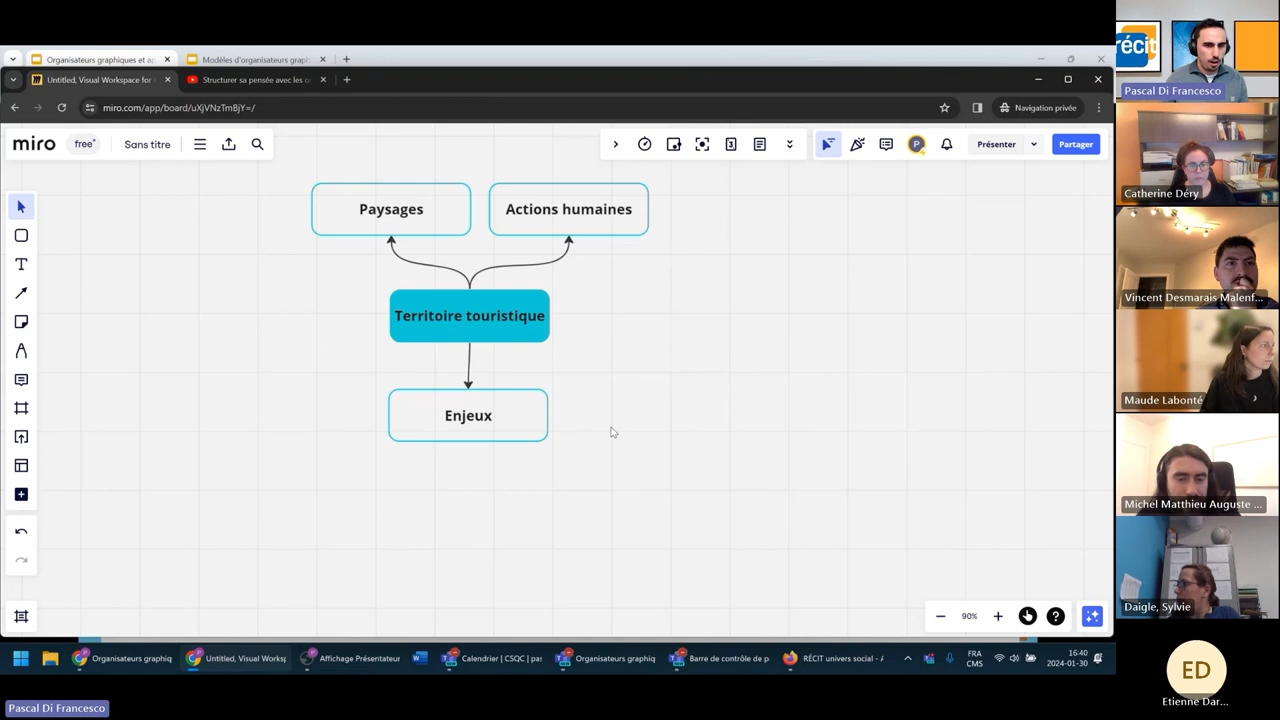 Organisateurs graphiques et ap
Modèles d'organisateurs graphi
Untitled, Visual Workspace for
Structurer sa pensée avec les o
miro.com/app/board/uXjVNzTmBjY=/
Navigation privée
miro
free
Sans titre
3
P
Présenter
Partager
Paysages
Actions humaines
Territoire touristique
Enjeux
T
90%
?
Organisateurs graphiq
Untitled, Visual Worksp
Affichage Présentateur
Calendrier | CSQC | pas
Organisateurs graphiq
Barre de contrôle de p
RÉCIT univers social - A
FRA
CMS
16:40
2024-01-30
Pascal Di Francesco
récit
Pascal Di Francesco
Catherine Déry
Vincent Desmarais Malenf...
Maude Labonté
Michel Matthieu Auguste ...
Daigle, Sylvie
ED
Etienne Dar...